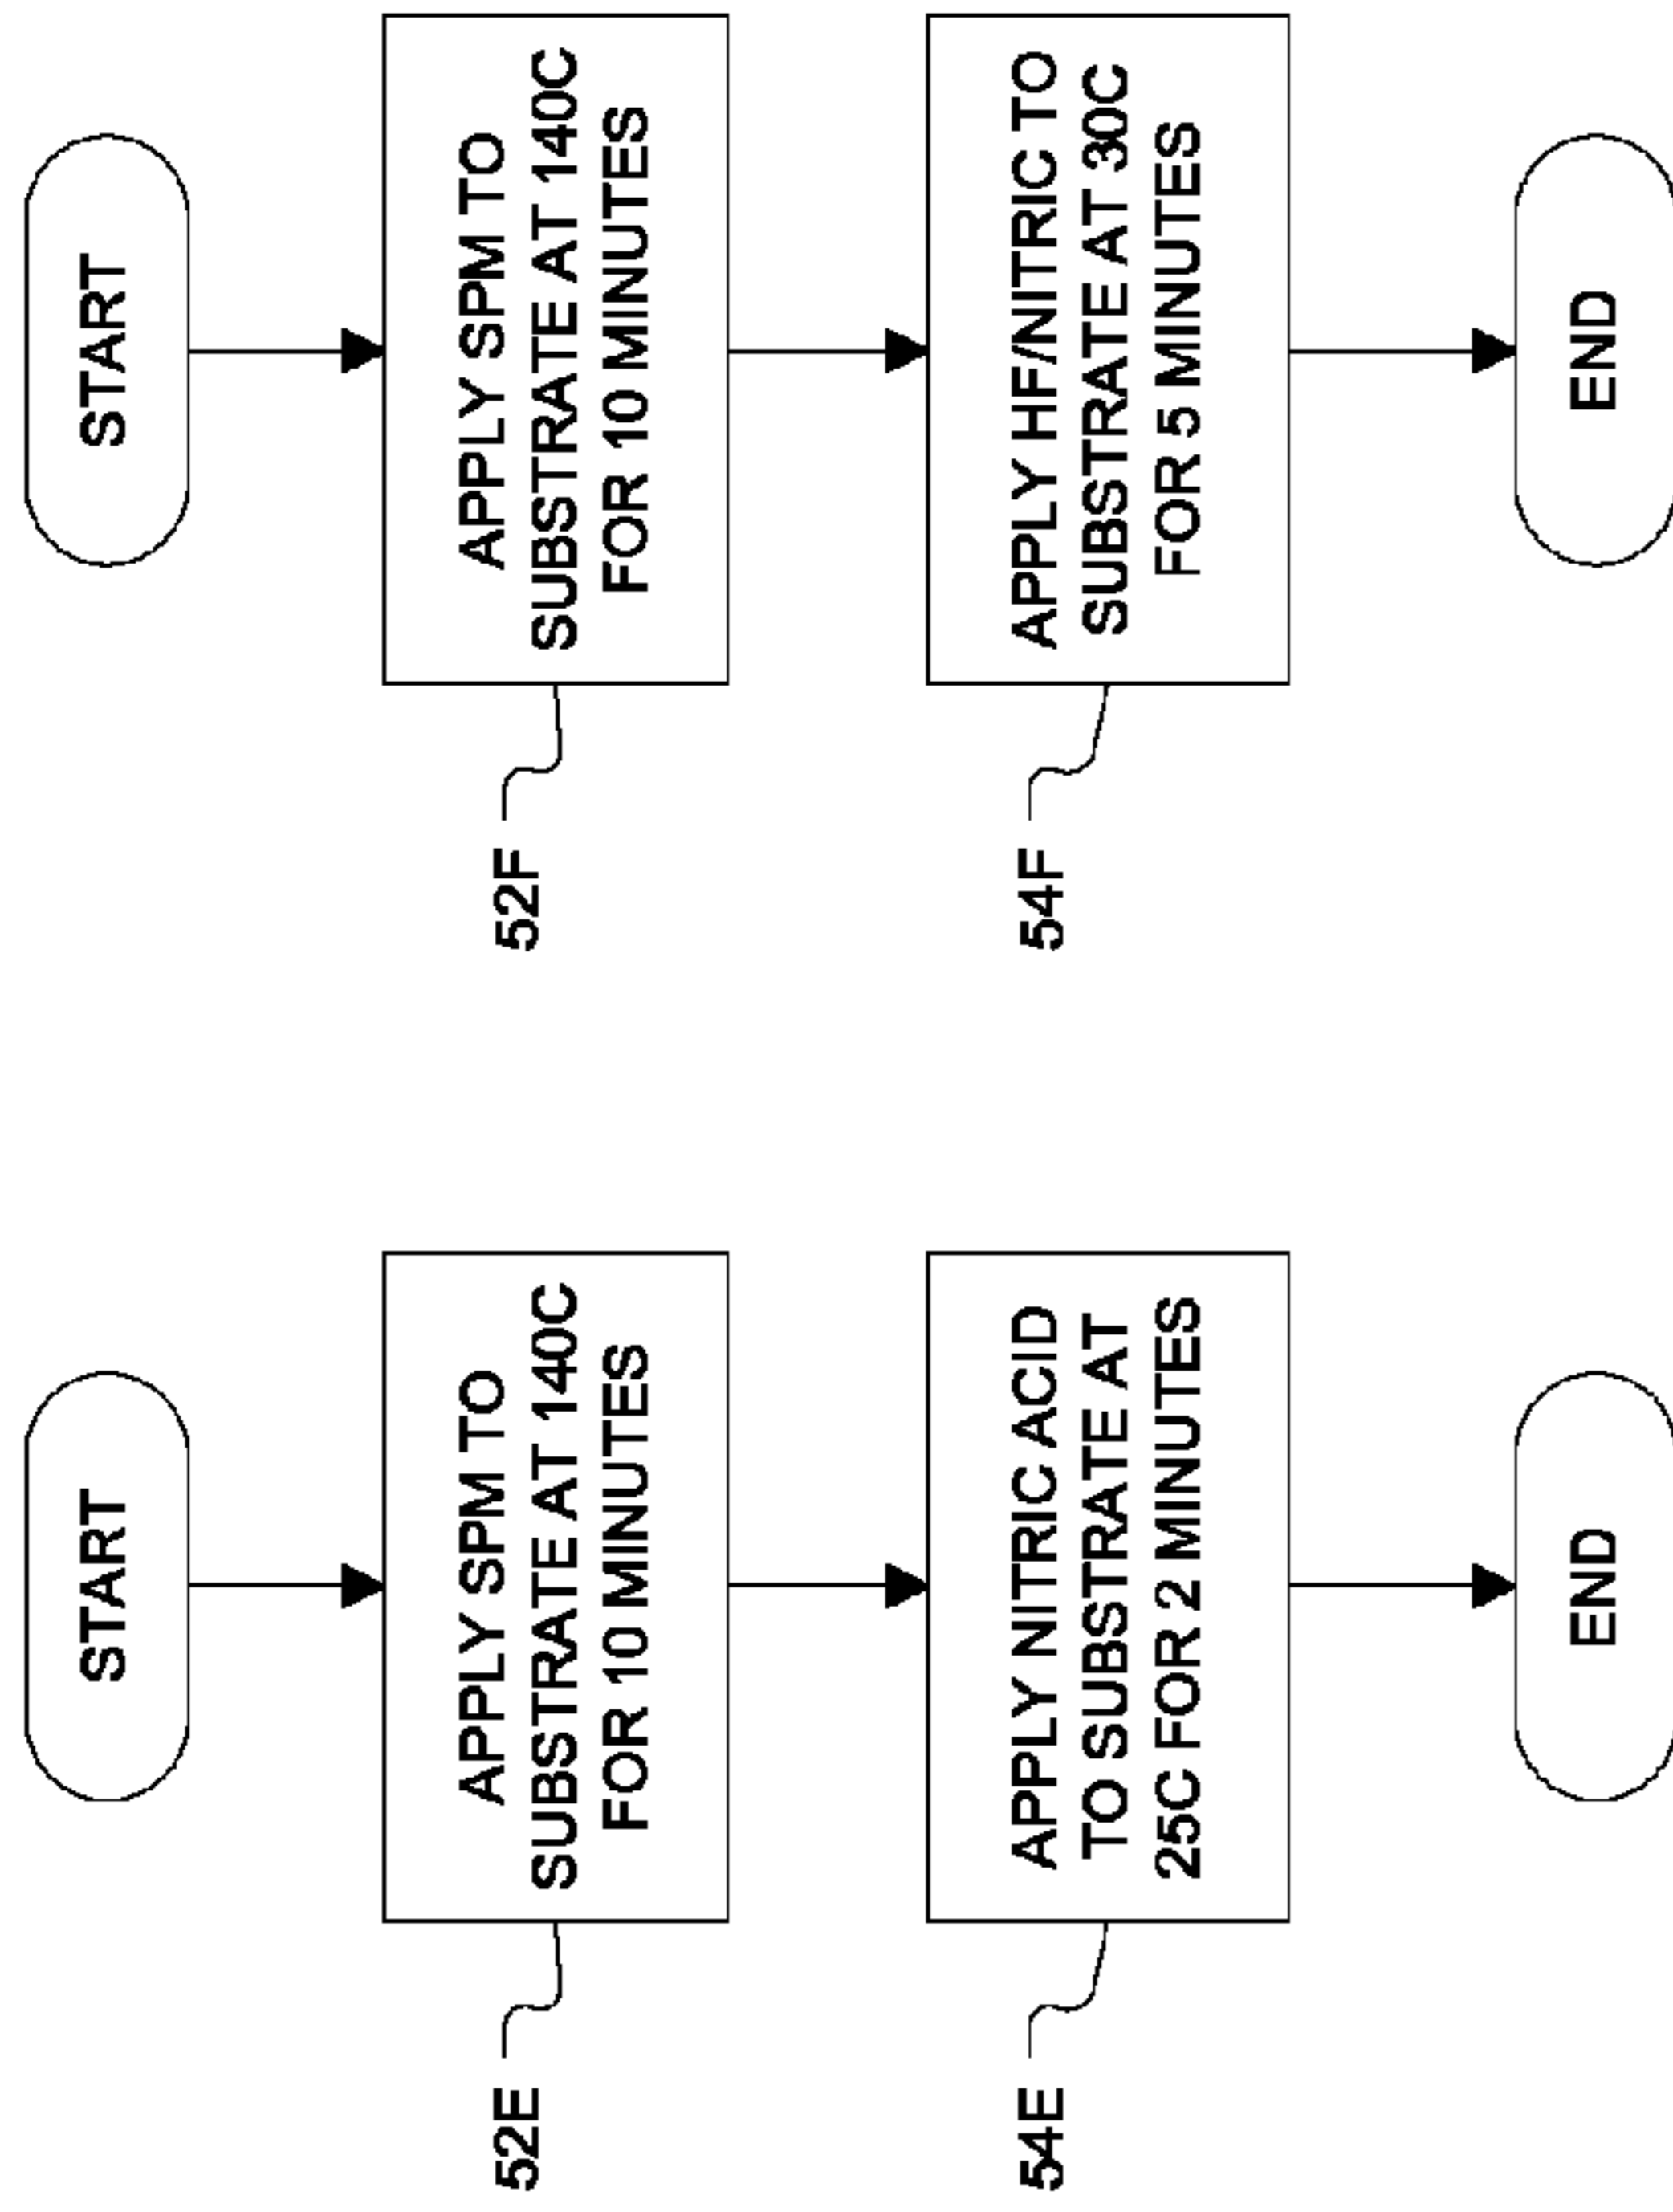 START
52E
APPLY SPM TO
SUBSTRATE AT 140C
FOR 10 MINUTES
54E
APPLY NITRIC ACID
TO SUBSTRATE AT
25C FOR 2 MINUTES
END
START
52F
APPLY SPM TO
SUBSTRATE AT 140C
FOR 10 MINUTES
54F
APPLY HF/NITRIC TO
SUBSTRATE AT 30C
FOR 5 MINUTES
END